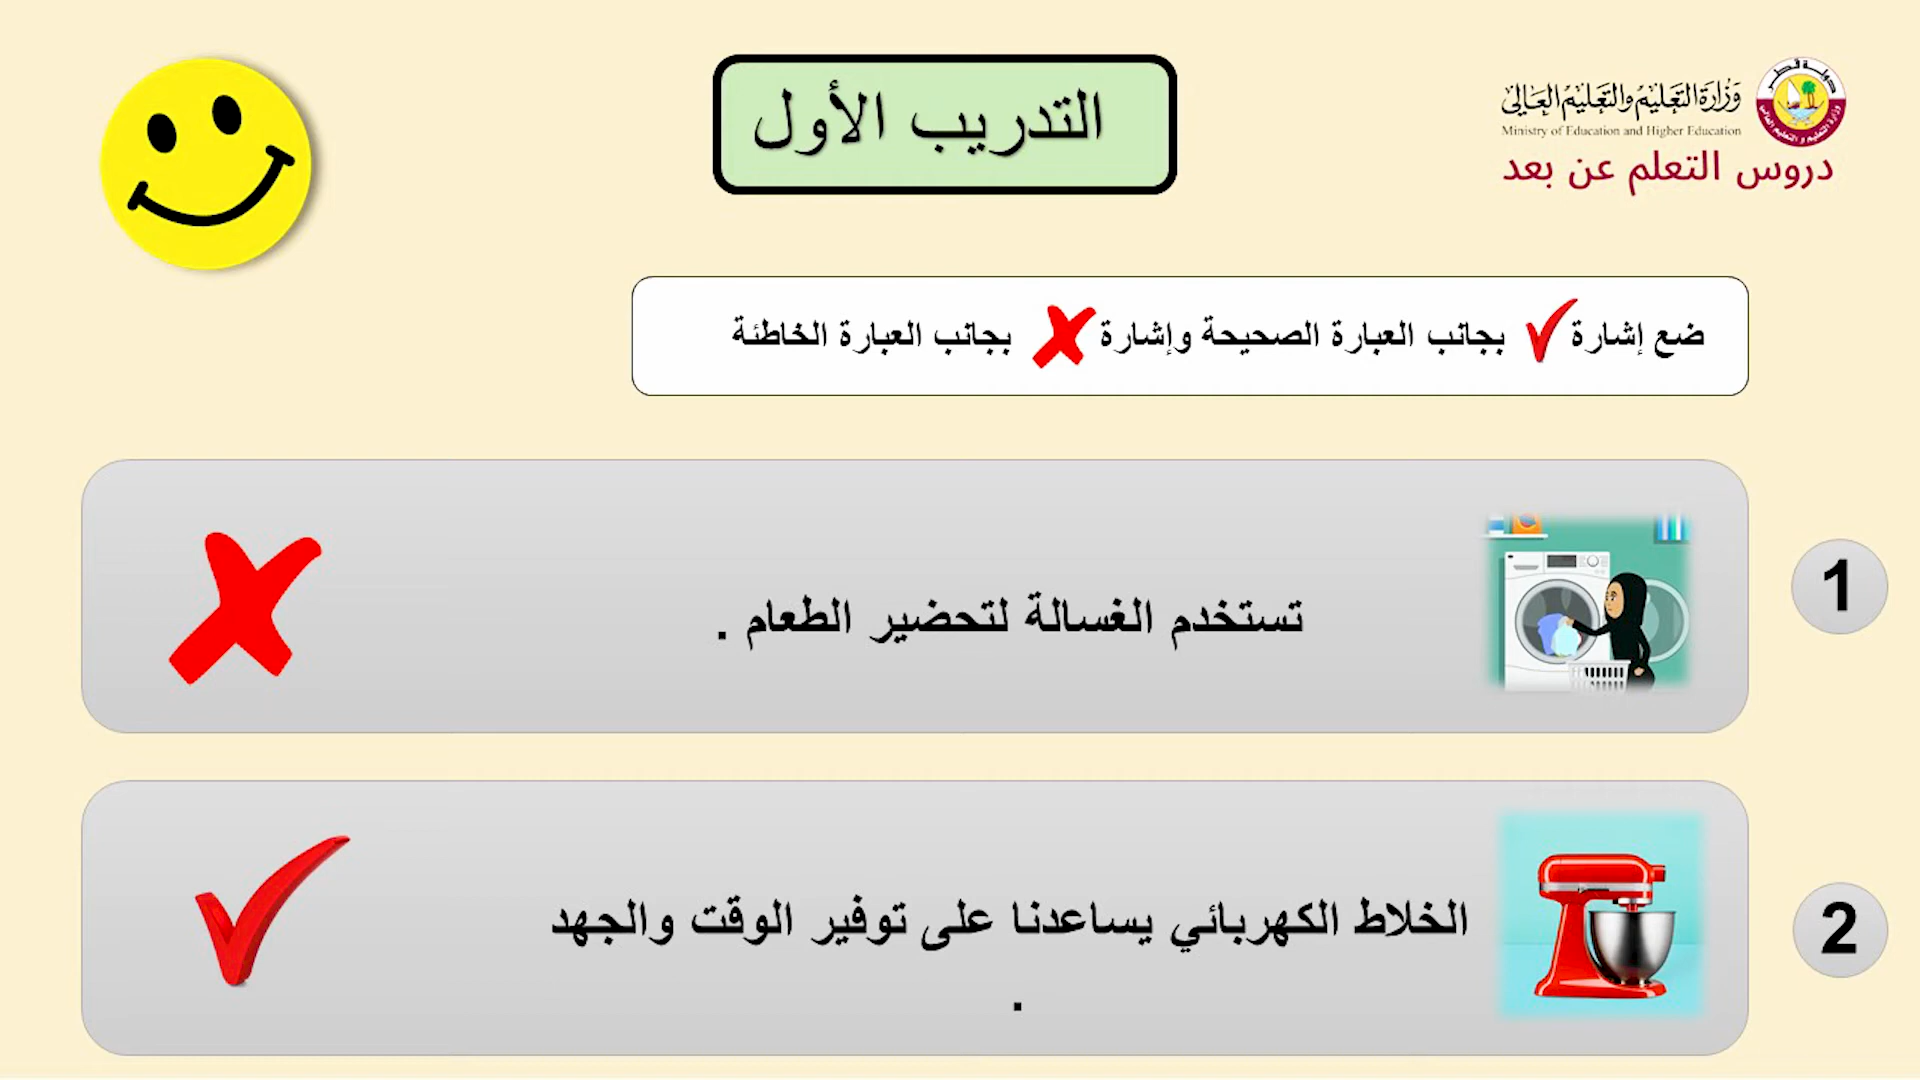 التدريب الأول
وزارة التعليم والتعليم العالي
Ministry of Education and Higher Education
دروس التعلم عن بعد
ضع إشارة بجانب العبارة الصحيحة وإشارة بجانب العبارة الخاطئة
1
تستخدم الغسالة لتحضير الطعام .
2
الخلاط الكهربائي يساعدنا على توفير الوقت والجهد
.